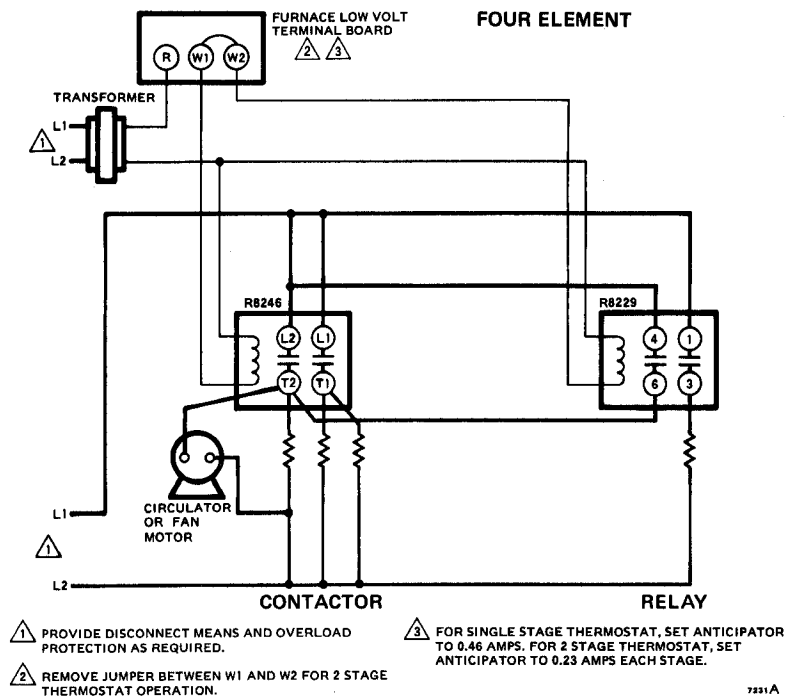 FURNACE LOW VOLT
TERMINAL BOARD
2 3
FOUR ELEMENT
R W1 W2
TRANSFORMER
L1
1
L2
R8246
R8229
L2 L1
4 1
T2 T1
6 3
CIRCULATOR
OR FAN
MOTOR
L1
1
L2
CONTACTOR
RELAY
1 PROVIDE DISCONNECT MEANS AND OVERLOAD
PROTECTION AS REQUIRED.
2 REMOVE JUMPER BETWEEN W1 AND W2 FOR 2 STAGE
THERMOSTAT OPERATION.
3 FOR SINGLE STAGE THERMOSTAT, SET ANTICIPATOR
TO 0.46 AMPS. FOR 2 STAGE THERMOSTAT, SET
ANTICIPATOR TO 0.23 AMPS EACH STAGE.
7231A